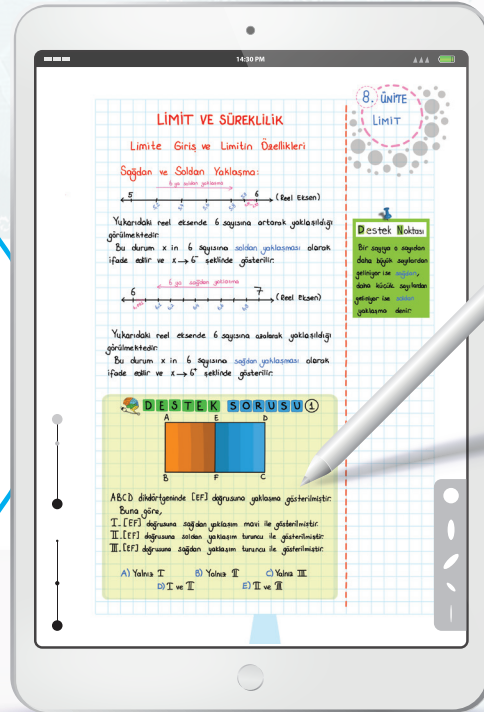 14:30 PM
8. ÜNİTE
LİMİT
LİMİT VE SÜREKLİLİK
Limite Giriş ve Limitin Özellikleri
Sağdan ve Soldan Yaklaşma:
6 ya soldan yaklaşma
5 6 (Reel Eksen)
Yukarıdaki reel eksende 6 sayısına artarak yaklaşıldığı
görülmektedir.
Bu durum x in 6 sayısına soldan yaklaşması olarak
ifade edilir ve x→6⁻ şeklinde gösterilir.
6 ya sağdan yaklaşma
6 7 (Reel Eksen)
Yukarıdaki reel eksende 6 sayısına azalarak yaklaşıldığı
görülmektedir.
Bu durum x in 6 sayısına sağdan yaklaşması olarak
ifade edilir ve x→6⁺ şeklinde gösterilir.
Destek Noktası
Bir sayıya o sayıdan
daha büyük sayılardan
geliniyor ise sağdan,
daha küçük sayılardan
geliniyor ise soldan
yaklaşma denir.
DESTEK SORUSU 1
A E D
B F C
ABCD dikdörtgeninde [EF] doğrusuna yaklaşma gösterilmiştir.
Buna göre,
I. [EF] doğrusuna sağdan yaklaşım mavi ile gösterilmiştir.
II. [EF] doğrusuna soldan yaklaşım turuncu ile gösterilmiştir.
III. [EF] doğrusuna sağdan yaklaşım turuncu ile gösterilmiştir.
A) Yalnız I B) Yalnız II C) Yalnız III
D) I ve II E) II ve III